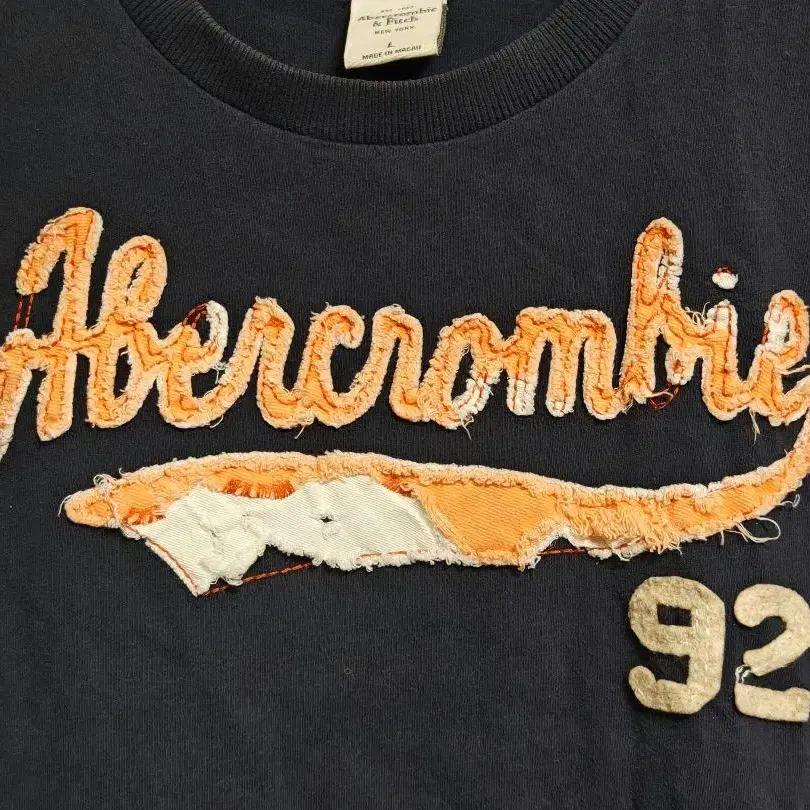 Abercrombie
& Fitch
NEW YORK
L
MADE IN MACAU
Abercrombie
92